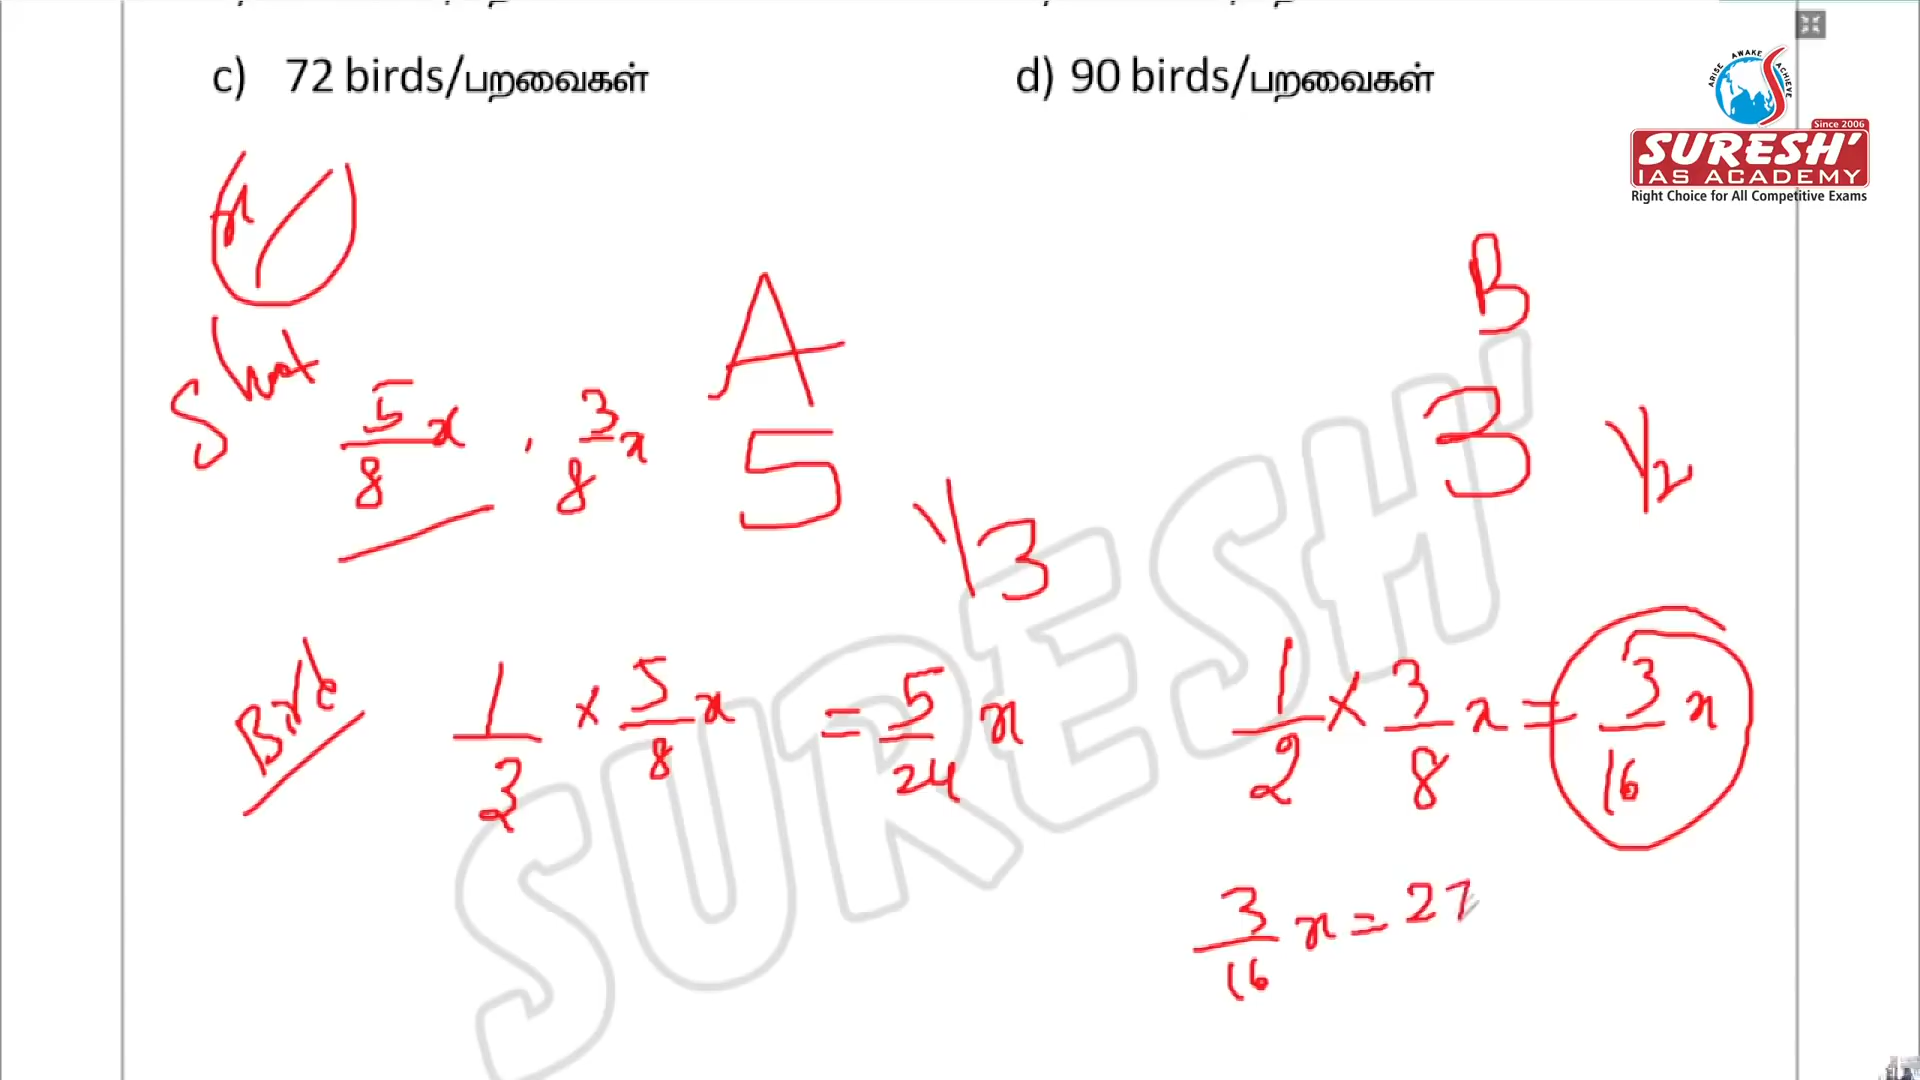 c) 72 birds/பறவைகள் d) 90 birds/பறவைகள்
ARISE AWAKE ACHIEVE
Since 2006
SURESH'
IAS ACADEMY
Right Choice for All Competitive Exams
x
A B
Shot 5/8 x , 3/8 x 5 3 1/2
1/3
Bird 1/3 × 5/8 x = 5/24 x 1/2 × 3/8 x = 3/16 x
3/16 x = 27
SURESH'